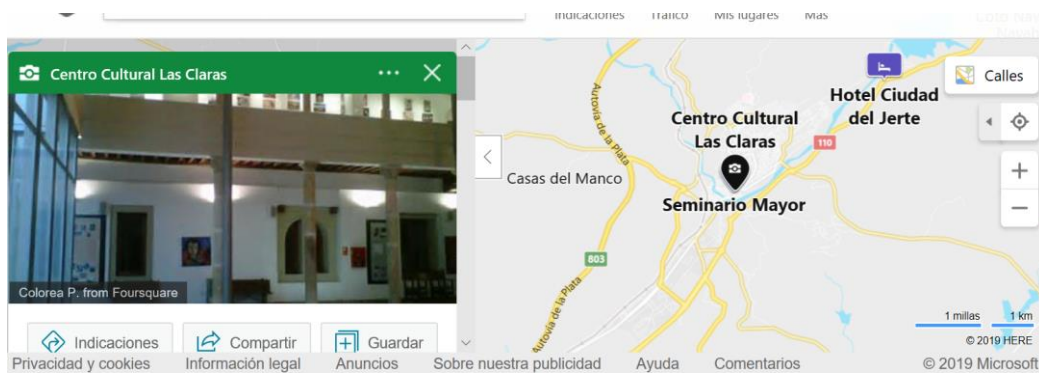 Indicaciones Tráfico Mis lugares Más
Centro Cultural Las Claras
Colorea P. from Foursquare
Indicaciones
Compartir
Guardar
Autovía de la Plata
Casas del Manco
Centro Cultural
Las Claras
Seminario Mayor
Hotel Ciudad
del Jerte
110
803
Autovía de la Plata
Calles
1 millas 1 km
© 2019 HERE
Privacidad y cookies Información legal Anuncios Sobre nuestra publicidad Ayuda Comentarios © 2019 Microsoft